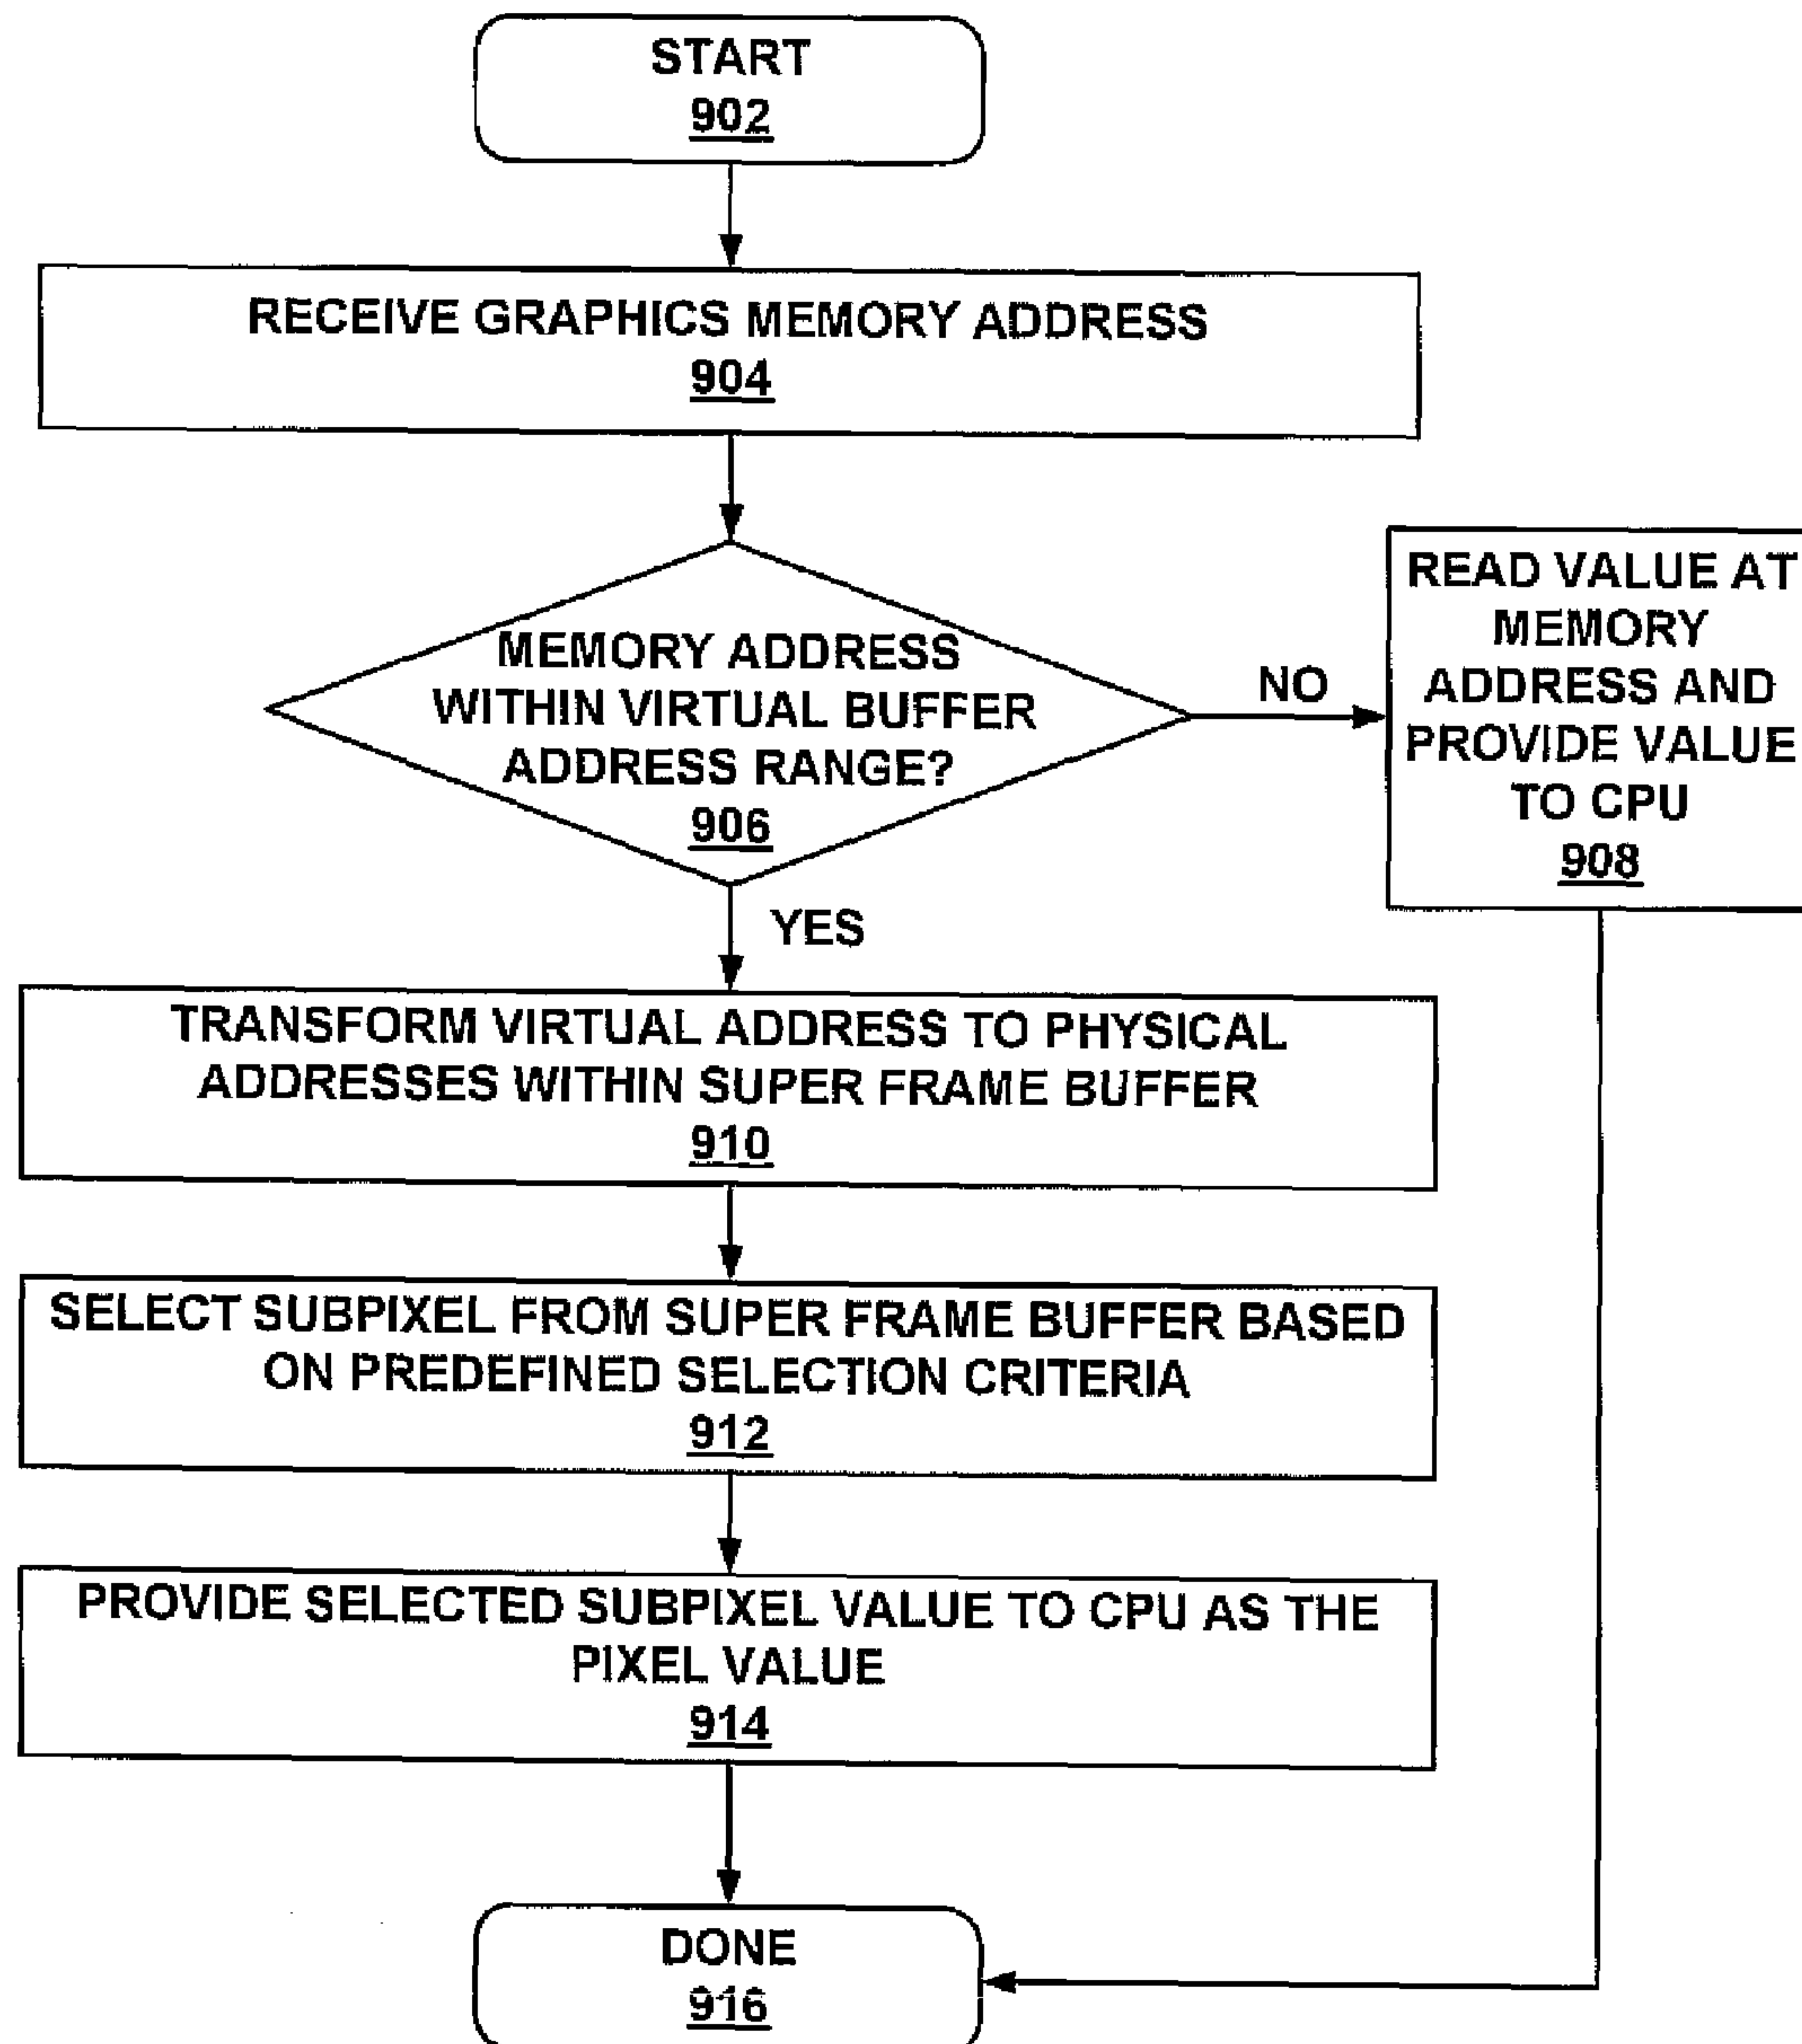 START
902
RECEIVE GRAPHICS MEMORY ADDRESS
904
MEMORY ADDRESS
WITHIN VIRTUAL BUFFER
ADDRESS RANGE?
906
NO
READ VALUE AT
MEMORY
ADDRESS AND
PROVIDE VALUE
TO CPU
908
YES
TRANSFORM VIRTUAL ADDRESS TO PHYSICAL
ADDRESSES WITHIN SUPER FRAME BUFFER
910
SELECT SUBPIXEL FROM SUPER FRAME BUFFER BASED
ON PREDEFINED SELECTION CRITERIA
912
PROVIDE SELECTED SUBPIXEL VALUE TO CPU AS THE
PIXEL VALUE
914
DONE
916